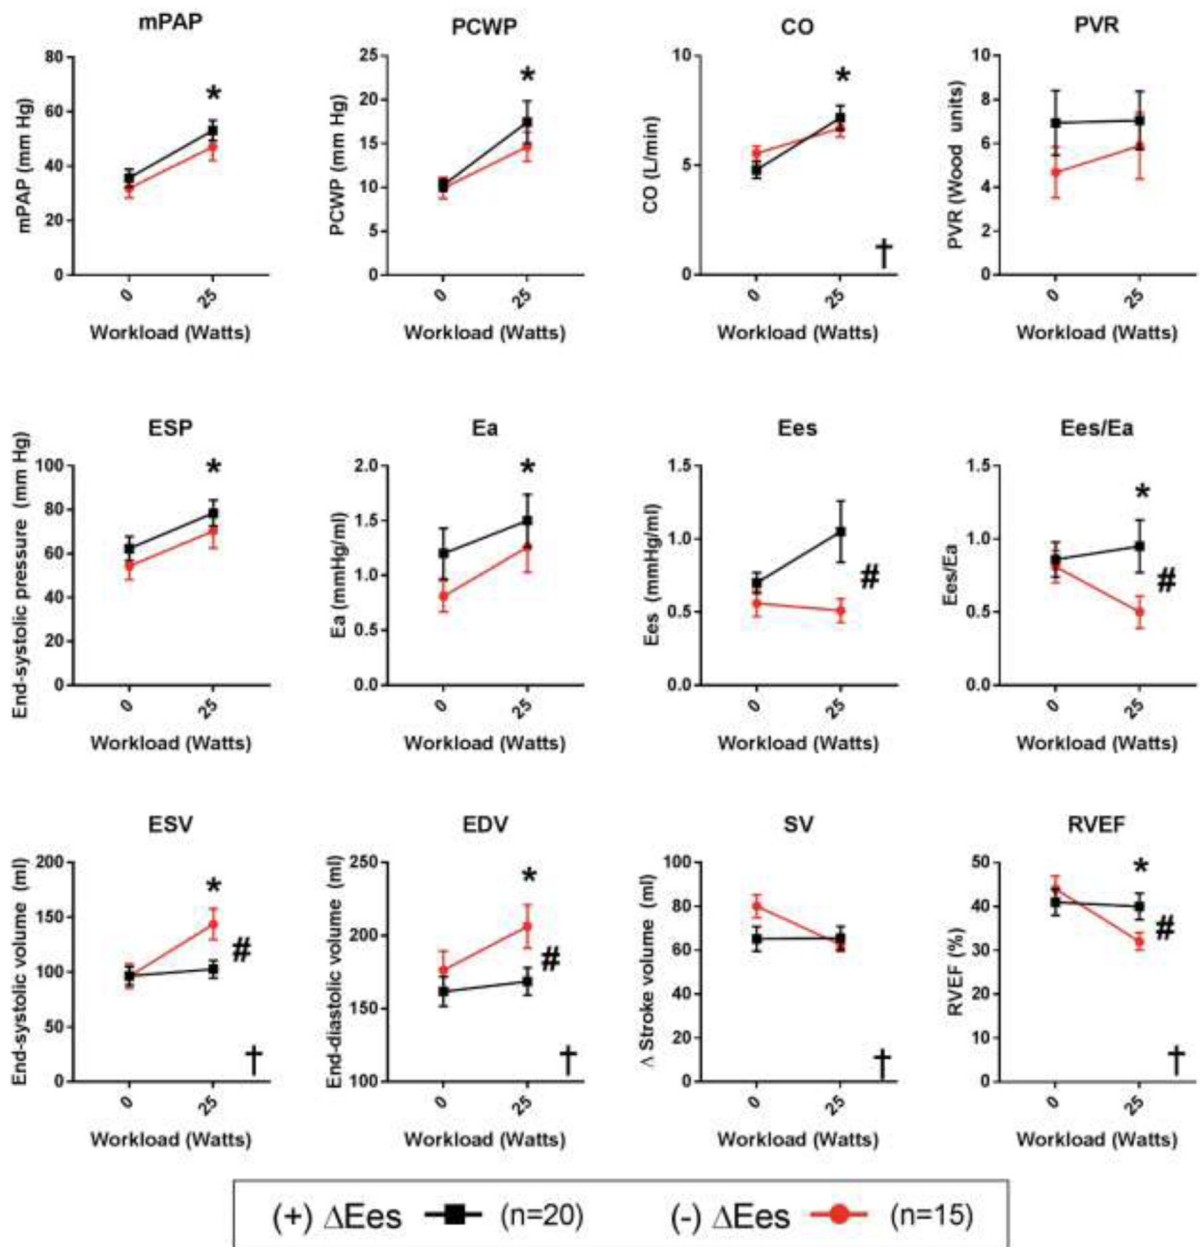 mPAP
mPAP (mm Hg)
80
60
40
20
0
*
0
25
Workload (Watts)
PCWP
PCWP (mm Hg)
25
20
15
10
5
0
*
0
25
Workload (Watts)
CO
CO (L/min)
10
5
0
*
†
0
25
Workload (Watts)
PVR
PVR (Wood units)
10
8
6
4
2
0
0
25
Workload (Watts)
ESP
End-systolic pressure (mm Hg)
100
80
60
40
20
0
*
0
25
Workload (Watts)
Ea
Ea (mmHg/ml)
2.0
1.5
1.0
0.5
0.0
*
0
25
Workload (Watts)
Ees
Ees (mmHg/ml)
1.5
1.0
0.5
0.0
#
0
25
Workload (Watts)
Ees/Ea
Ees/Ea
1.5
1.0
0.5
0.0
*
#
0
25
Workload (Watts)
ESV
End-systolic volume (ml)
200
150
100
50
0
*
#
†
0
25
Workload (Watts)
EDV
End-diastolic volume (ml)
250
200
150
100
*
#
†
0
25
Workload (Watts)
SV
Δ Stroke volume (ml)
100
80
60
40
20
0
†
0
25
Workload (Watts)
RVEF
RVEF (%)
50
40
30
20
10
0
*
#
†
0
25
Workload (Watts)
(+) ΔEes (n=20) (-) ΔEes (n=15)